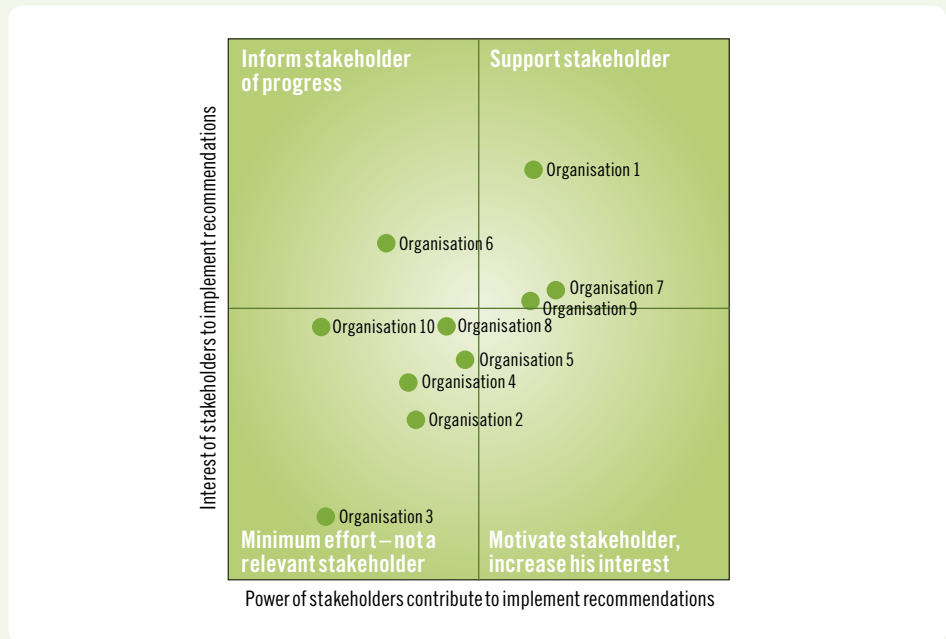 Inform stakeholder
of progress
Support stakeholder
Organisation 1
Organisation 6
Organisation 7
Organisation 9
Organisation 10
Organisation 8
Organisation 5
Organisation 4
Organisation 2
Organisation 3
Minimum effort – not a
relevant stakeholder
Motivate stakeholder,
increase his interest
Interest of stakeholders to implement recommendations
Power of stakeholders contribute to implement recommendations